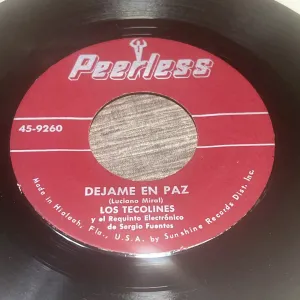 Peerless
45-9260
DEJAME EN PAZ
(Luciano Miral)
LOS TECOLINES
y el Requinto Electrónico
de Sergio Fuentes
Made in Hialeah, Fla., U.S.A. by Sunshine Records Dist. Inc.